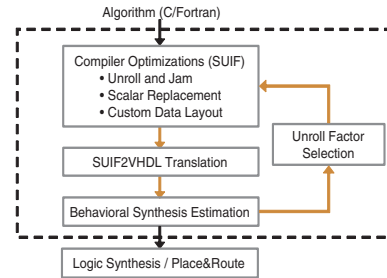 Algorithm (C/Fortran)
Compiler Optimizations (SUIF)
• Unroll and Jam
• Scalar Replacement
• Custom Data Layout
Unroll Factor
Selection
SUIF2VHDL Translation
Behavioral Synthesis Estimation
Logic Synthesis / Place&Route